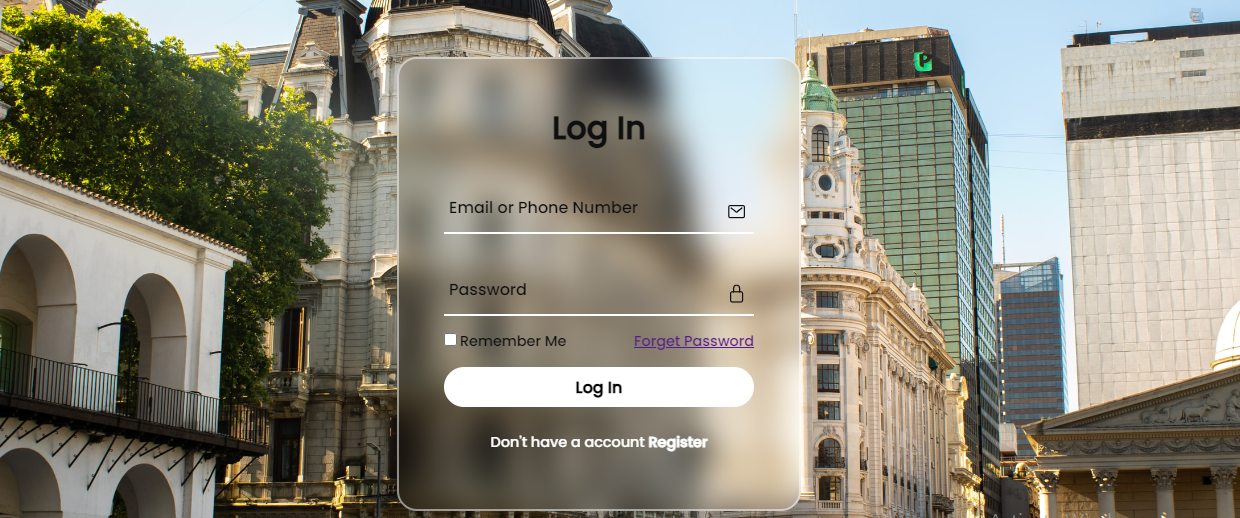 Log In
Email or Phone Number
Password
Remember Me Forget Password
Log In
Don't have a account Register